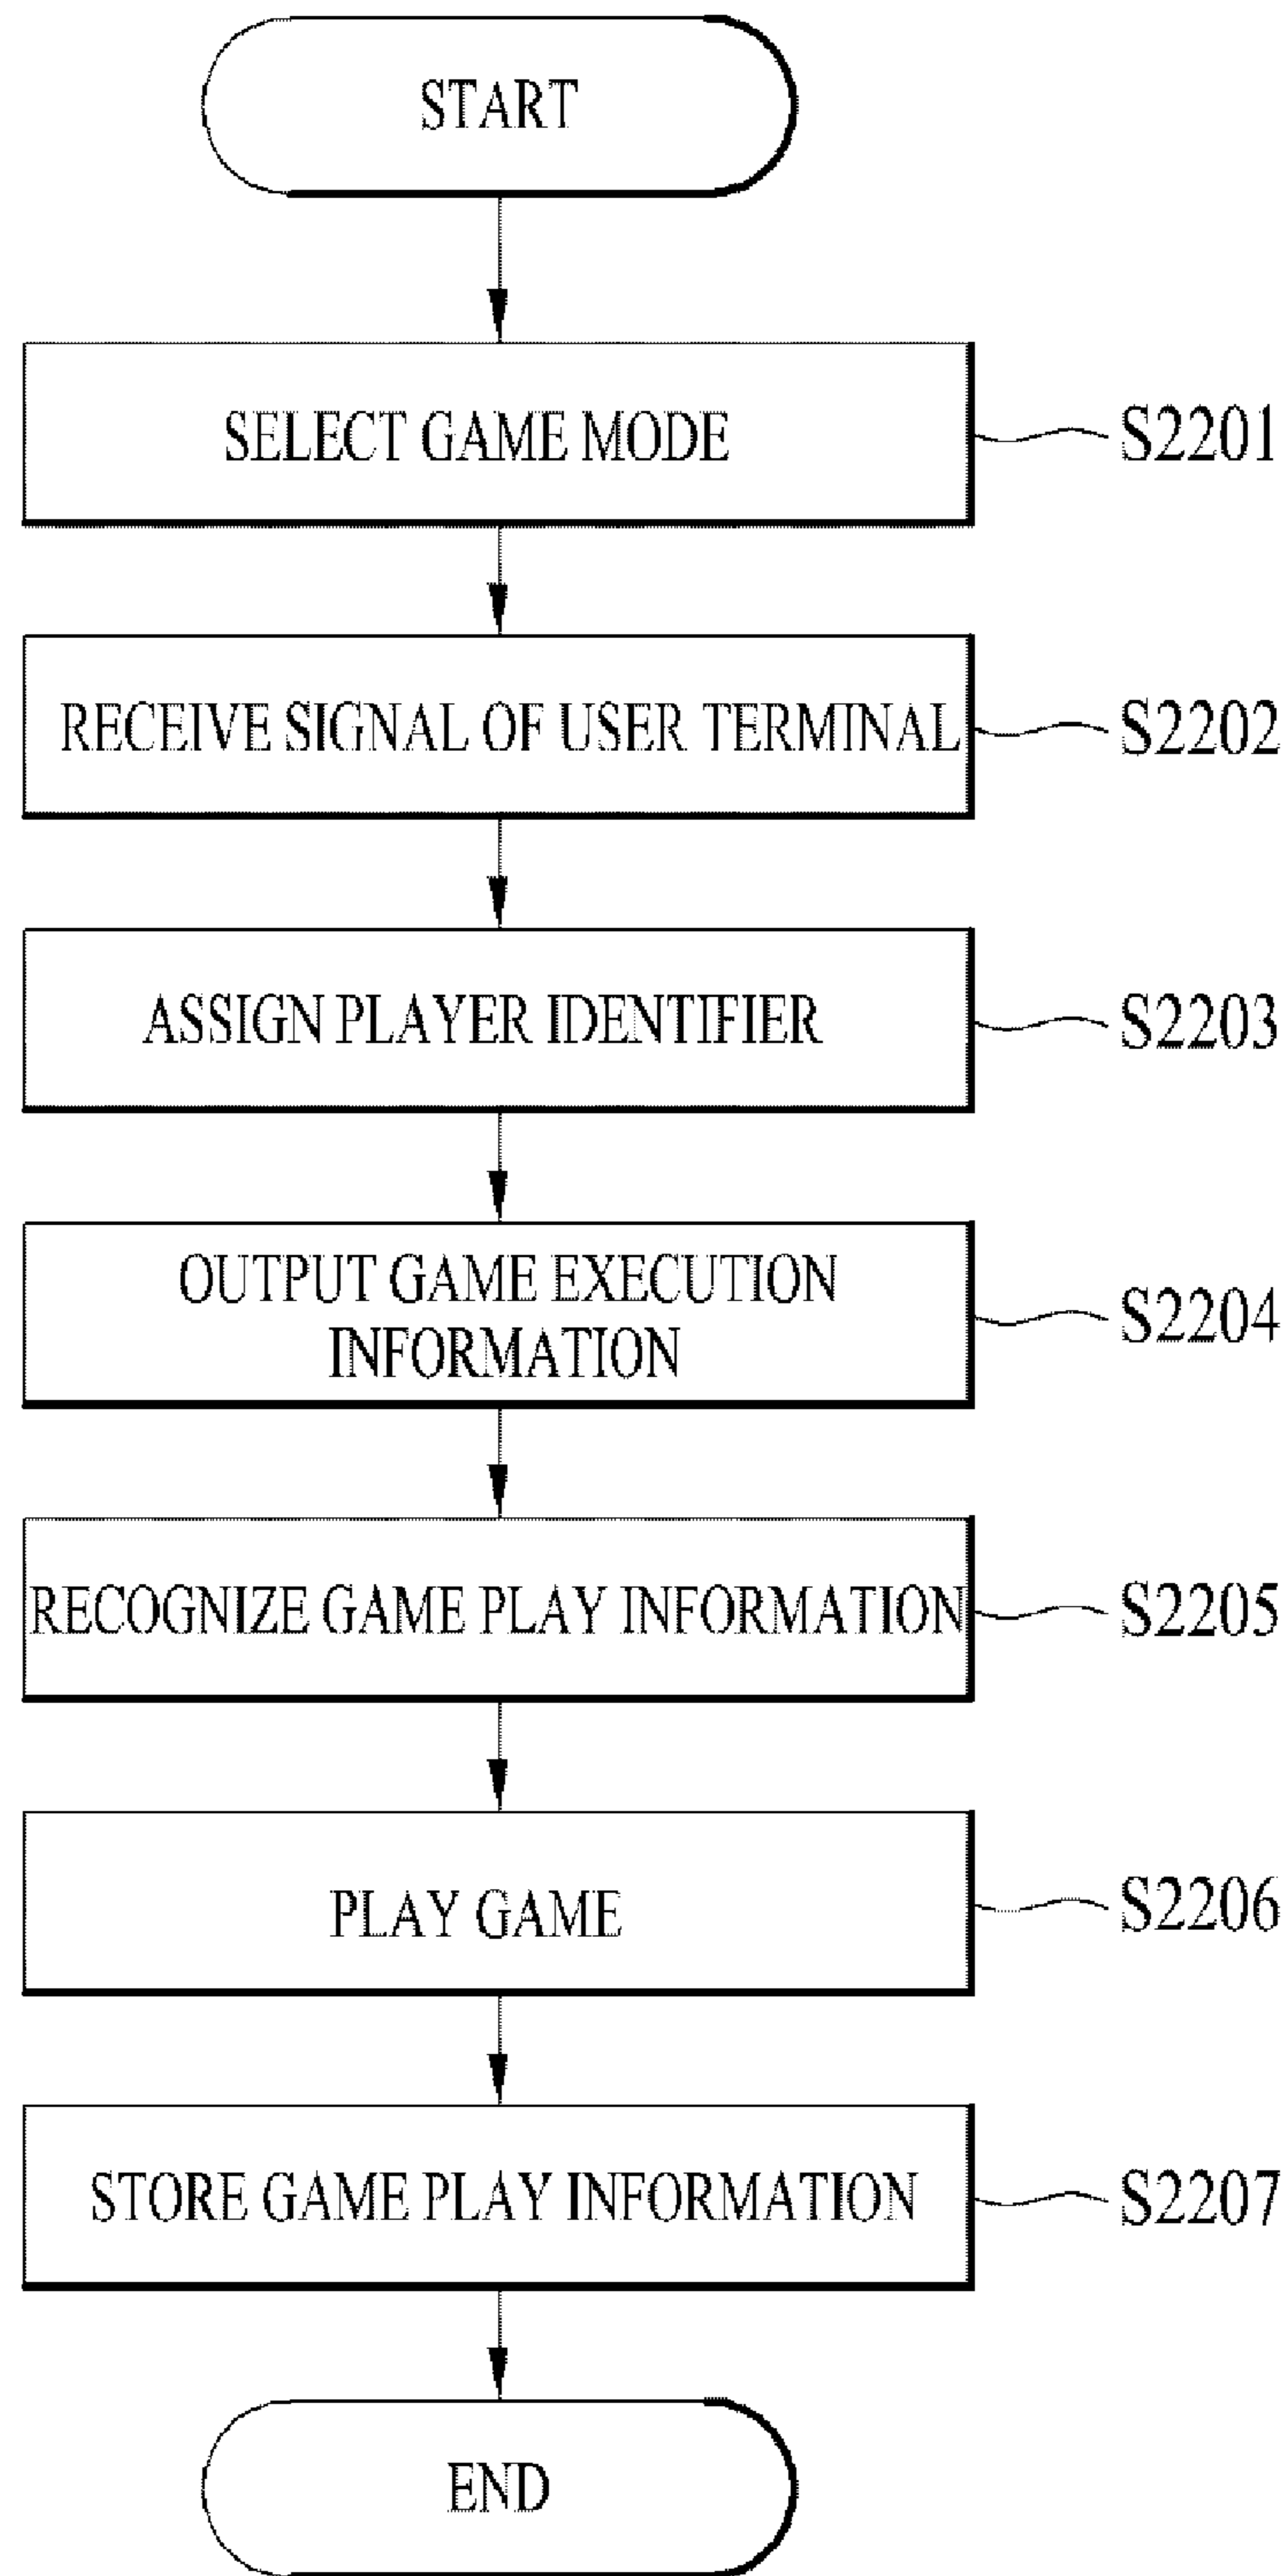 START
SELECT GAME MODE
S2201
RECEIVE SIGNAL OF USER TERMINAL
S2202
ASSIGN PLAYER IDENTIFIER
S2203
OUTPUT GAME EXECUTION
INFORMATION
S2204
RECOGNIZE GAME PLAY INFORMATION
S2205
PLAY GAME
S2206
STORE GAME PLAY INFORMATION
S2207
END